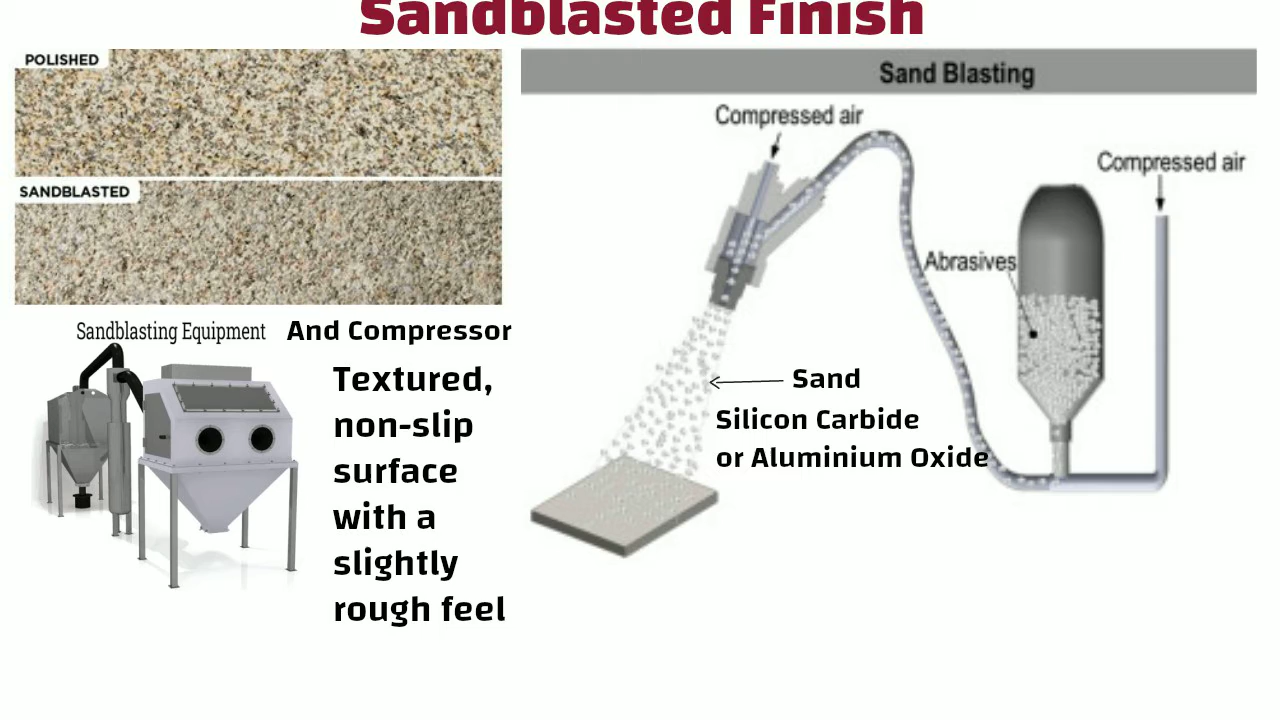 Sandblasted Finish
POLISHED
SANDBLASTED
Sandblasting Equipment And Compressor
Textured,
non-slip
surface
with a
slightly
rough feel
Sand Blasting
Compressed air
Compressed air
Abrasives
Sand
Silicon Carbide
or Aluminium Oxide